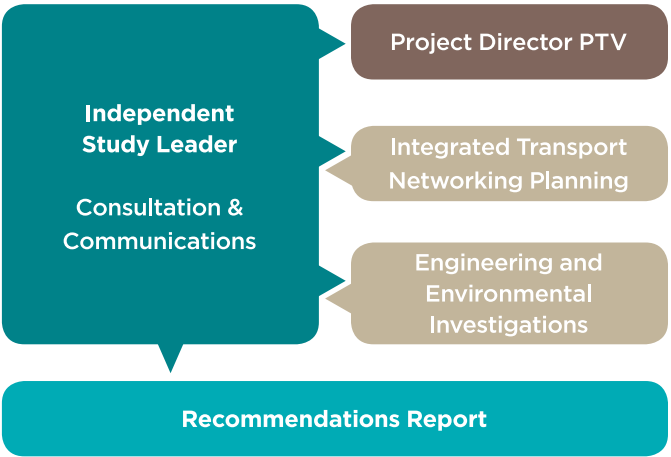 Independent
Study Leader
Consultation &
Communications
Project Director PTV
Integrated Transport
Networking Planning
Engineering and
Environmental
Investigations
Recommendations Report